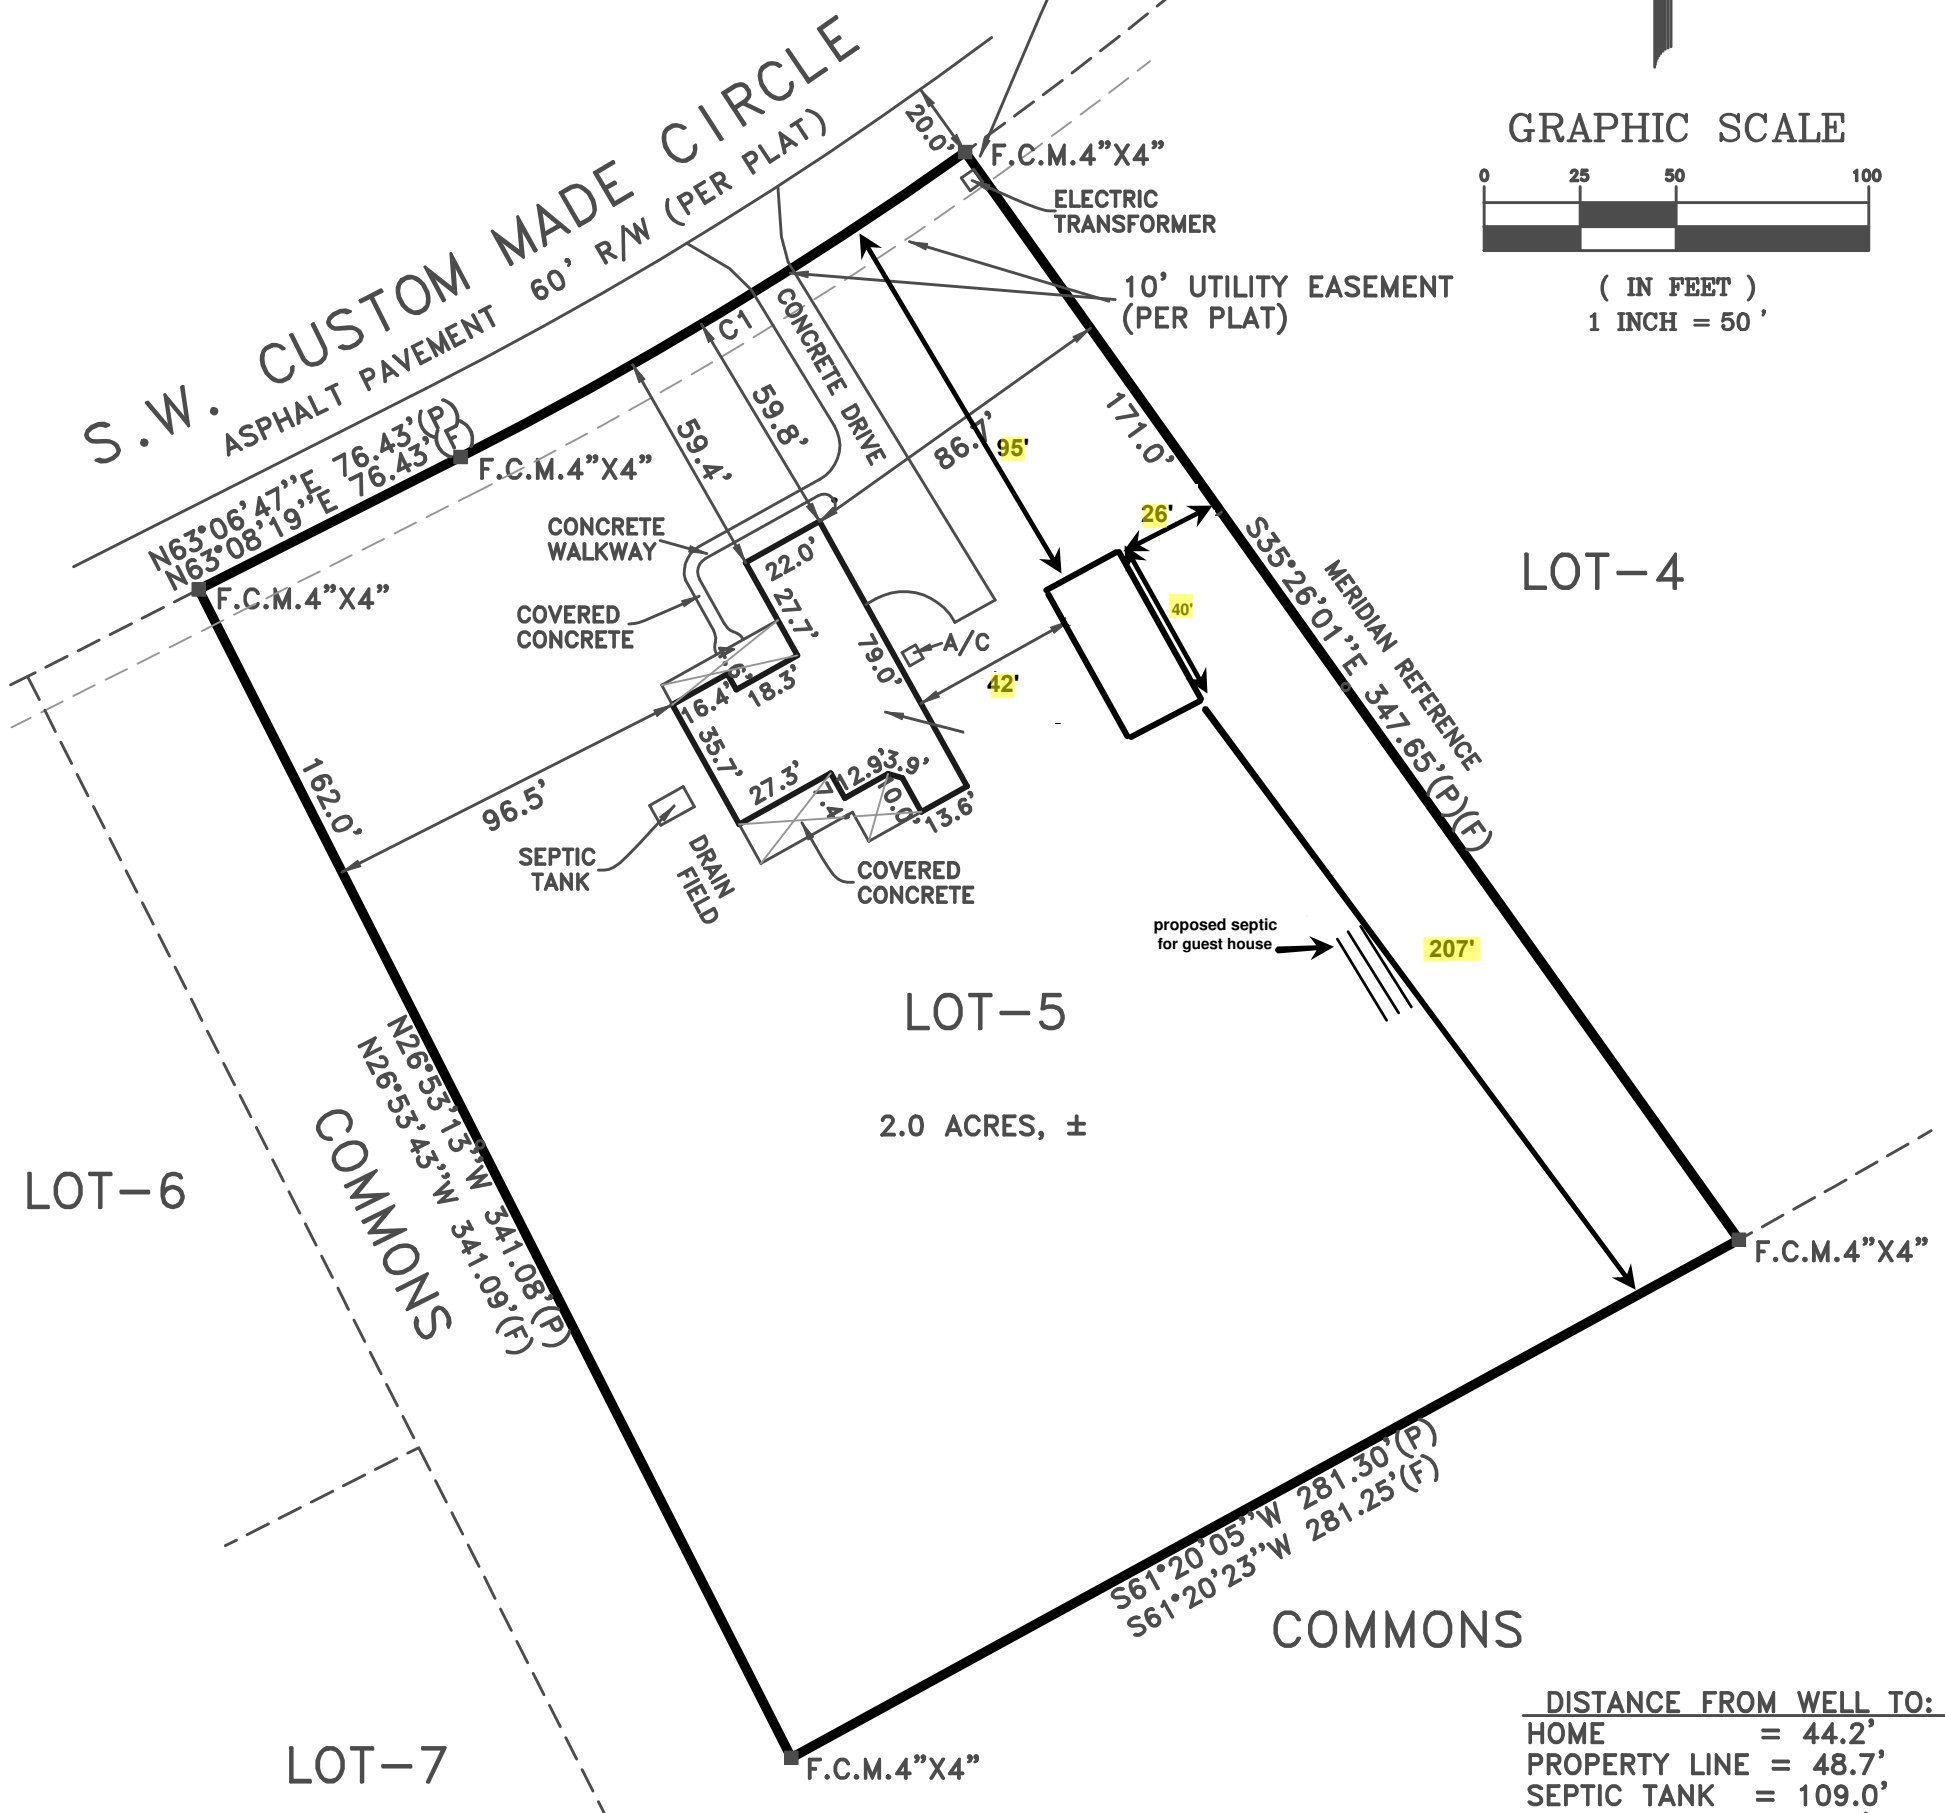 S.W. CUSTOM MADE CIRCLE
ASPHALT PAVEMENT 60' R/W (PER PLAT)
20.0'
F.C.M.4"X4"
ELECTRIC
TRANSFORMER
10' UTILITY EASEMENT
(PER PLAT)
GRAPHIC SCALE
0 25 50 100
( IN FEET )
1 INCH = 50 '
N63°06'47"E 76.43'(P)
N63°08'19"E 76.43'(F)
F.C.M.4"X4"
F.C.M.4"X4"
C1
CONCRETE DRIVE
59.4'
59.8'
86.7'
95'
171.0'
26'
40'
42'
S35°26'01"E 347.65'(P)(F)
MERIDIAN REFERENCE
LOT-4
CONCRETE
WALKWAY
COVERED
CONCRETE
22.0'
27.7'
79.0'
A/C
4.6'
18.3'
16.4'
35.7'
27.3'
7.4'
12.9'
3.9'
13.6'
162.0'
96.5'
SEPTIC
TANK
DRAIN
FIELD
COVERED
CONCRETE
proposed septic
for guest house
207'
LOT-5
2.0 ACRES, ±
N26°53'13"W 341.08'(P)
N26°53'43"W 341.09'(F)
COMMONS
LOT-6
F.C.M.4"X4"
S61°20'05"W 281.30'(P)
S61°20'23"W 281.25'(F)
COMMONS
LOT-7
F.C.M.4"X4"
DISTANCE FROM WELL TO:
HOME = 44.2'
PROPERTY LINE = 48.7'
SEPTIC TANK = 109.0'